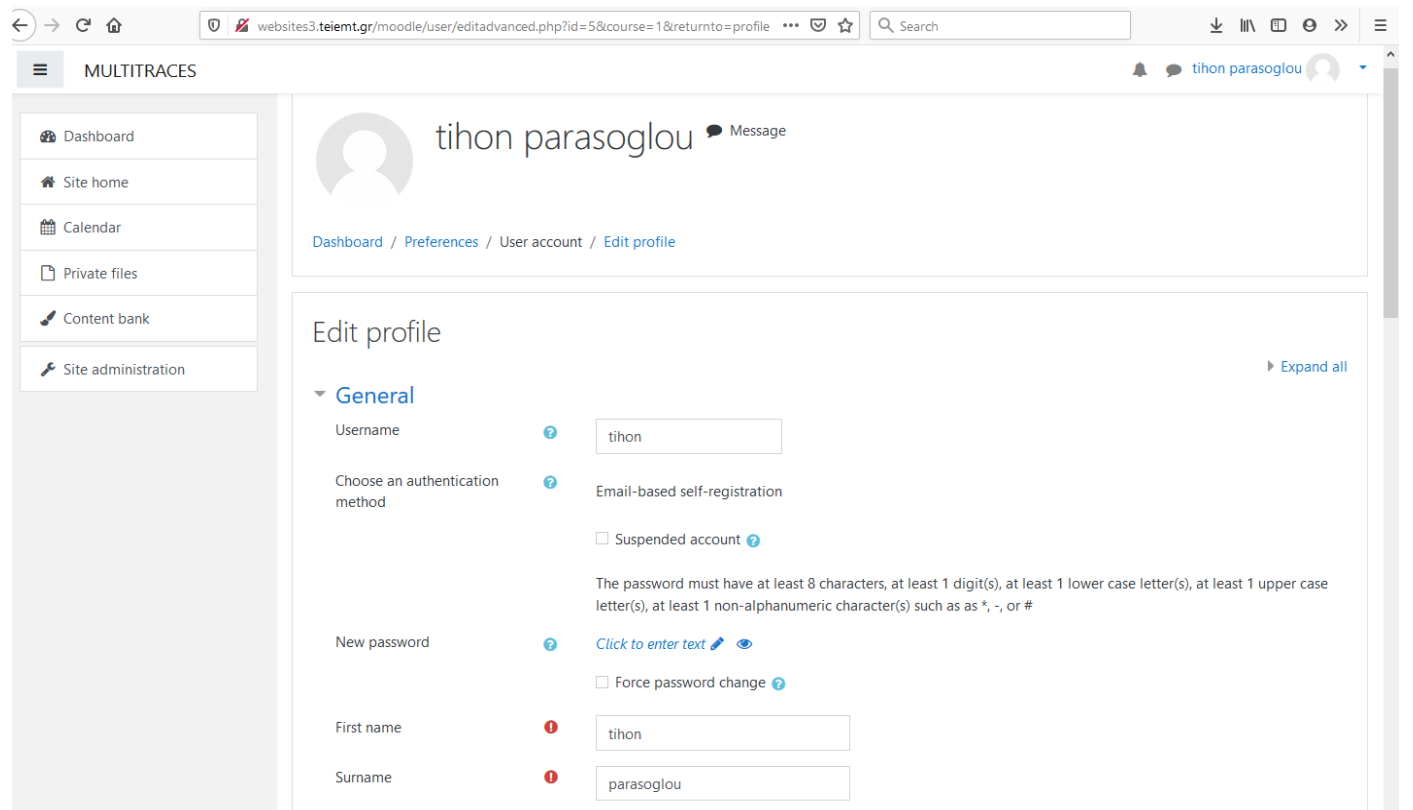 websites3.teiemt.gr/moodle/user/editadvanced.php?id=5&course=1&returnto=profile
Search
MULTITRACES
tihon parasoglou
Dashboard
Site home
Calendar
Private files
Content bank
Site administration
tihon parasoglou
Message
Dashboard / Preferences / User account / Edit profile
Edit profile
Expand all
General
Username
tihon
Choose an authentication
method
Email-based self-registration
Suspended account
The password must have at least 8 characters, at least 1 digit(s), at least 1 lower case letter(s), at least 1 upper case
letter(s), at least 1 non-alphanumeric character(s) such as as *, -, or #
New password
Click to enter text
Force password change
First name
tihon
Surname
parasoglou